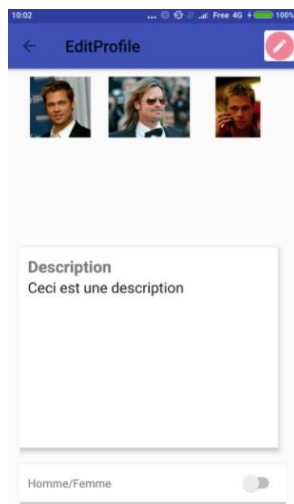 10:02 ... Free 4G 100%
EditProfile
Description
Ceci est une description
Homme/Femme